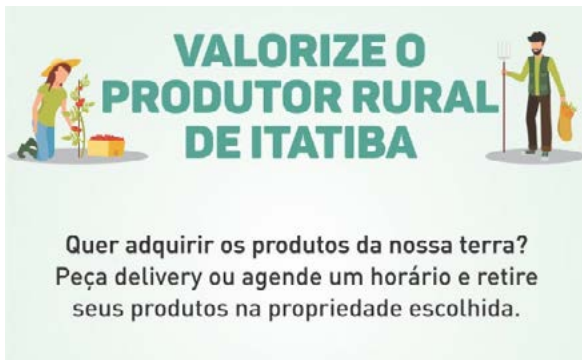 VALORIZE O
PRODUTOR RURAL
DE ITATIBA
Quer adquirir os produtos da nossa terra?
Peça delivery ou agende um horário e retire
seus produtos na propriedade escolhida.